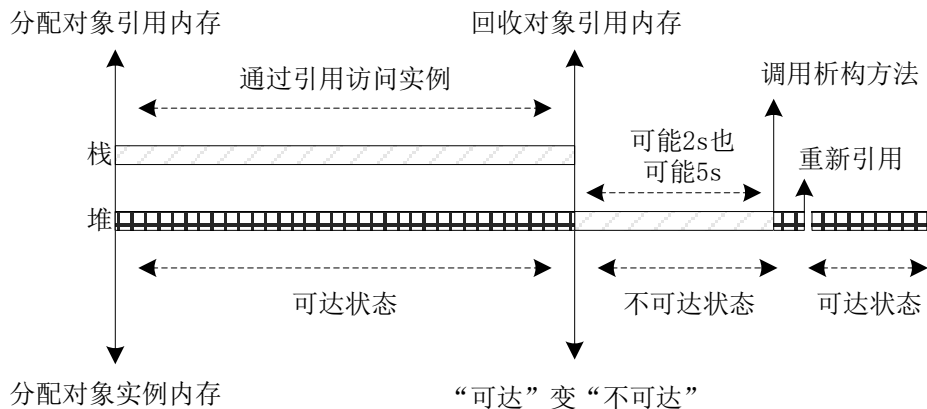 分配对象引用内存
回收对象引用内存
通过引用访问实例
调用析构方法
栈
可能2s也
可能5s
重新引用
堆
可达状态
不可达状态
可达状态
分配对象实例内存
“可达”变“不可达”